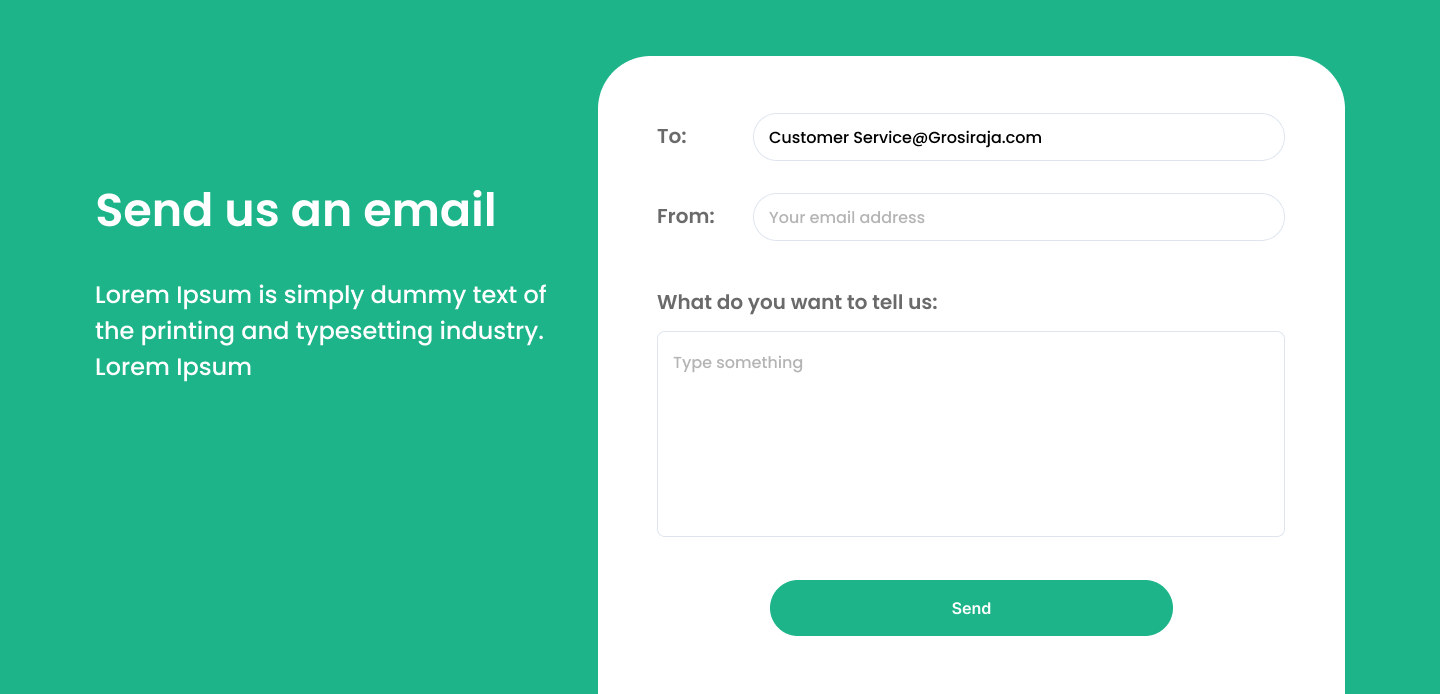 Send us an email
Lorem Ipsum is simply dummy text of
the printing and typesetting industry.
Lorem Ipsum
To:
Customer Service@Grosiraja.com
From:
Your email address
What do you want to tell us:
Type something
Send